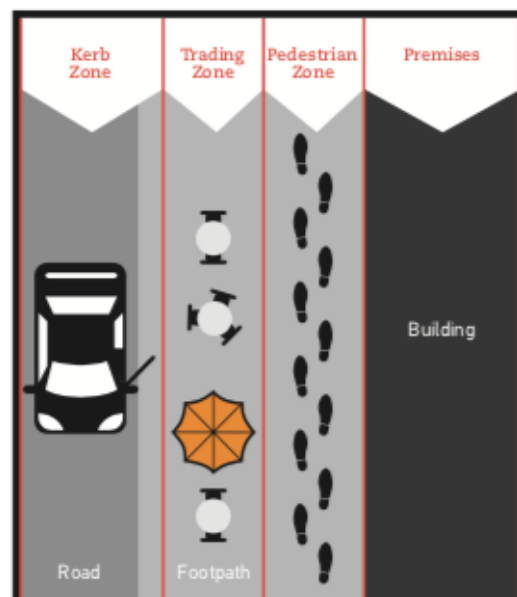 Kerb
Zone
Trading
Zone
Pedestrian
Zone
Premises
Building
Road
Footpath